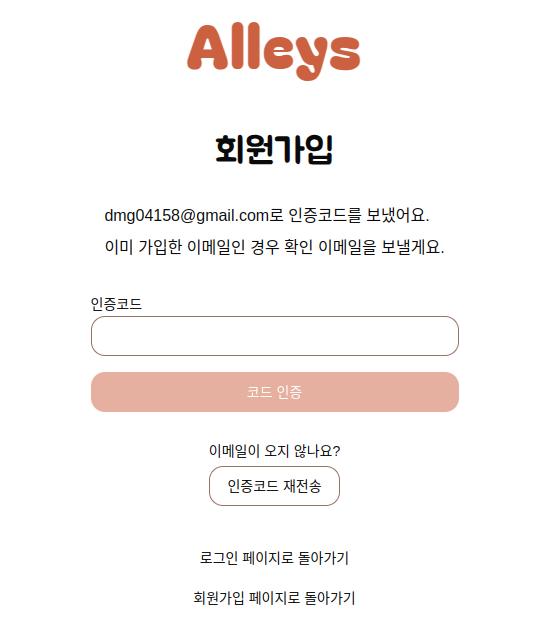 Alleys
회원가입
dmg04158@gmail.com로 인증코드를 보냈어요.
이미 가입한 이메일인 경우 확인 이메일을 보낼게요.
인증코드
코드 인증
이메일이 오지 않나요?
인증코드 재전송
로그인 페이지로 돌아가기
회원가입 페이지로 돌아가기